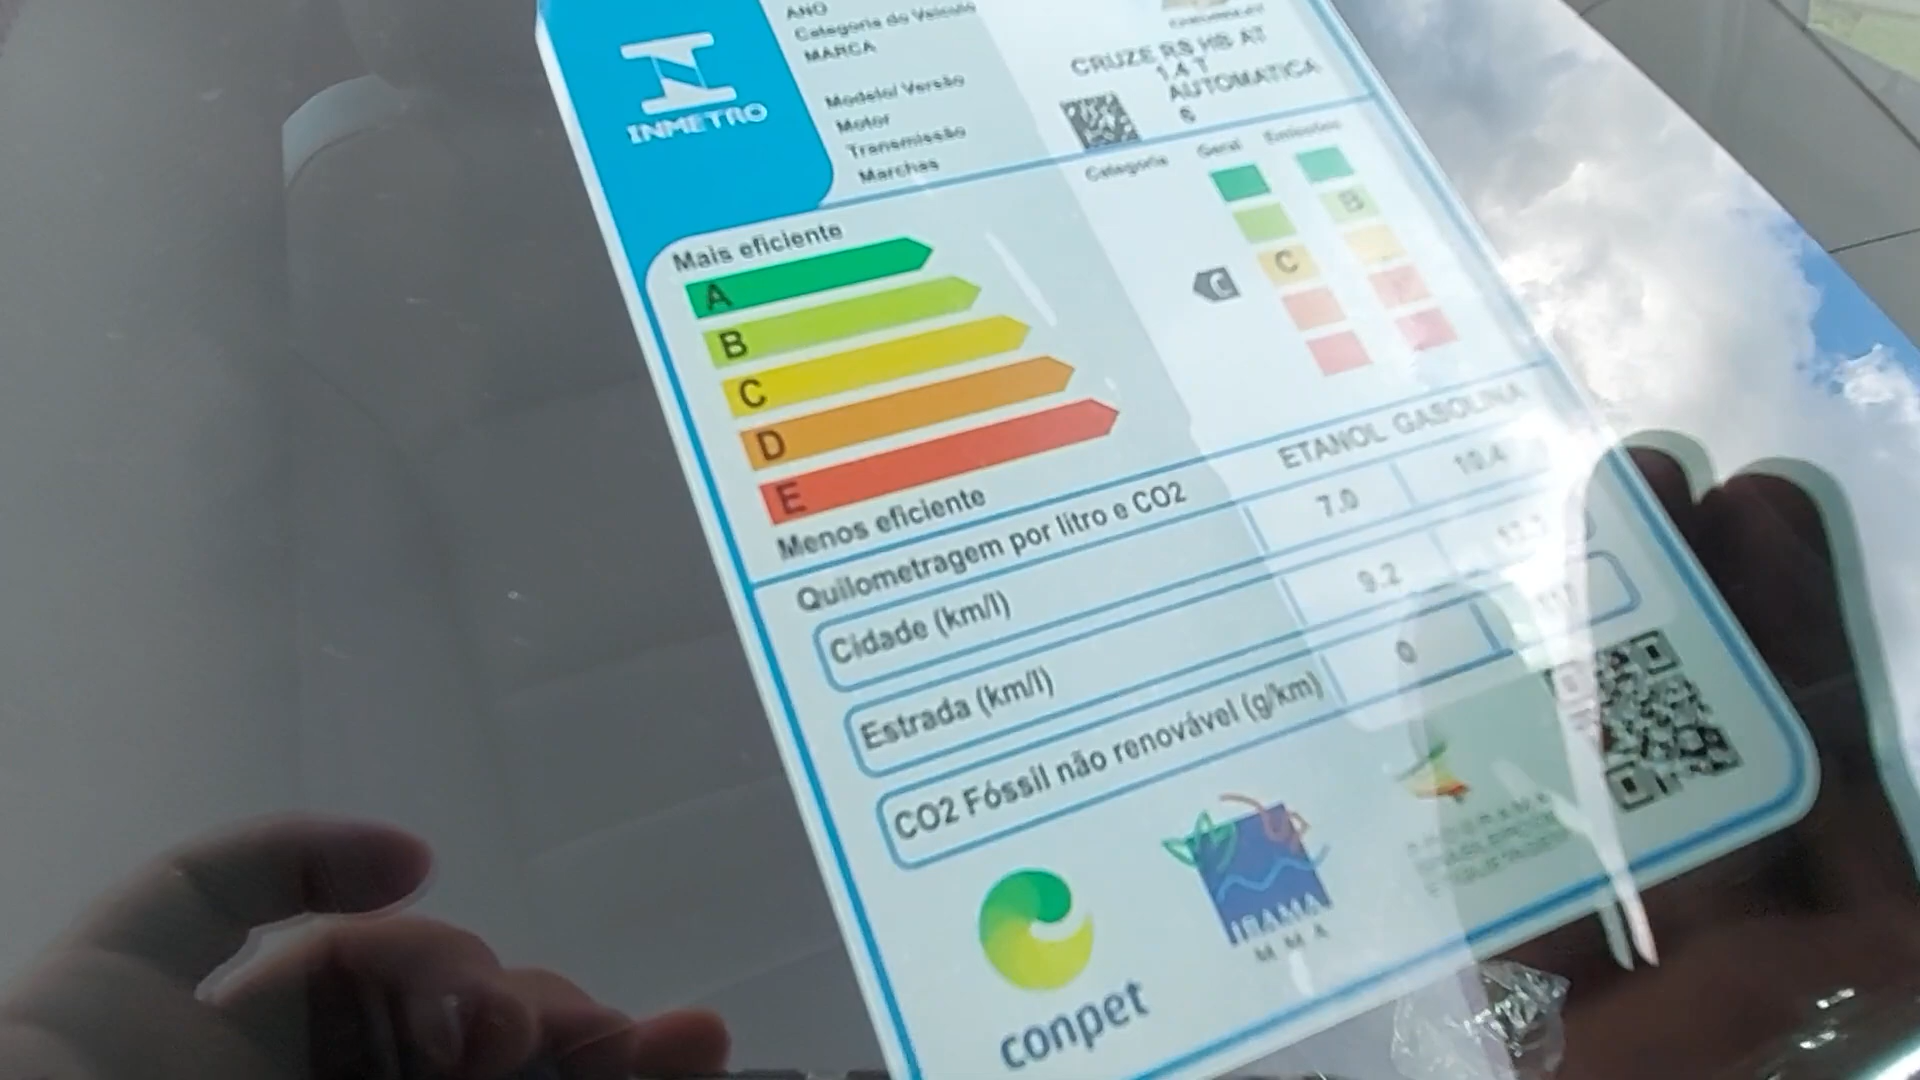 INMETRO
ANO
Categoria do Veículo
MARCA
Modelo/ Versão
CRUZE RS HB AT
Motor
1.4 T
Transmissão
AUTOMATICA
Marchas
6
Categoria
Geral
Emissões
Mais eficiente
A
B
C
D
E
Menos eficiente
C
C
B
Quilometragem por litro e CO2
ETANOL GASOLINA
Cidade (km/l)
7.0
10.4
Estrada (km/l)
9.2
CO2 Fóssil não renovável (g/km)
0
conpet
IBAMA
M M A